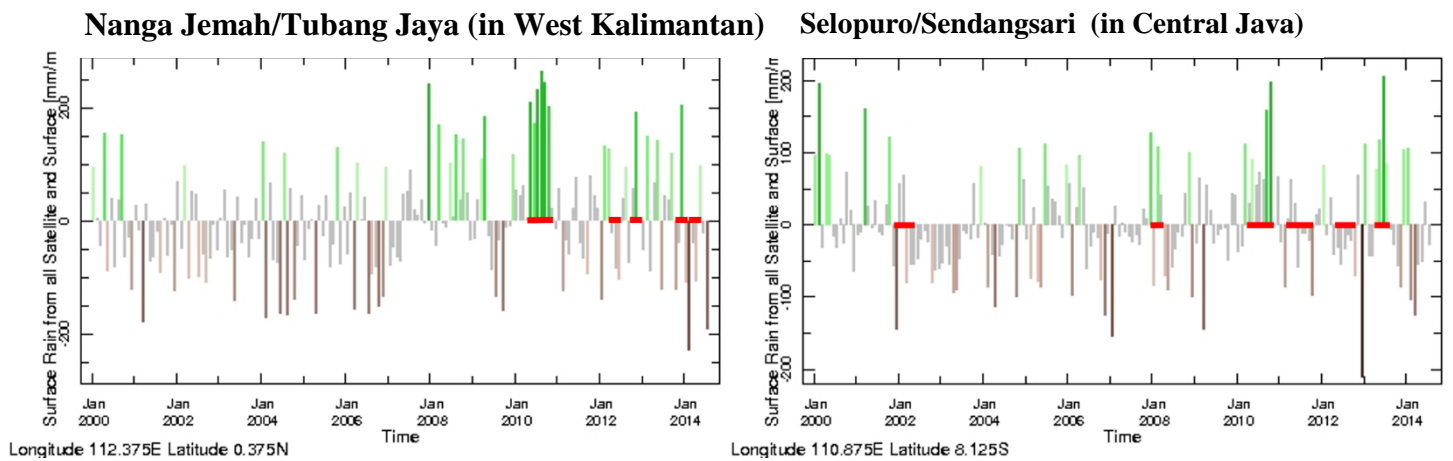 Nanga Jemah/Tubang Jaya (in West Kalimantan)
Surface Rain from all Satellite and Surface [mm/m
200
0
-200
Jan 2000
Jan 2002
Jan 2004
Jan 2006
Jan 2008
Jan 2010
Jan 2012
Jan 2014
Time
Longitude 112.375E Latitude 0.375N
Selopuro/Sendangsari (in Central Java)
Surface Rain from all Satellite and Surface [mm/m
200
100
0
-100
-200
Jan 2000
Jan 2002
Jan 2004
Jan 2006
Jan 2008
Jan 2010
Jan 2012
Jan 2014
Time
Longitude 110.875E Latitude 8.125S